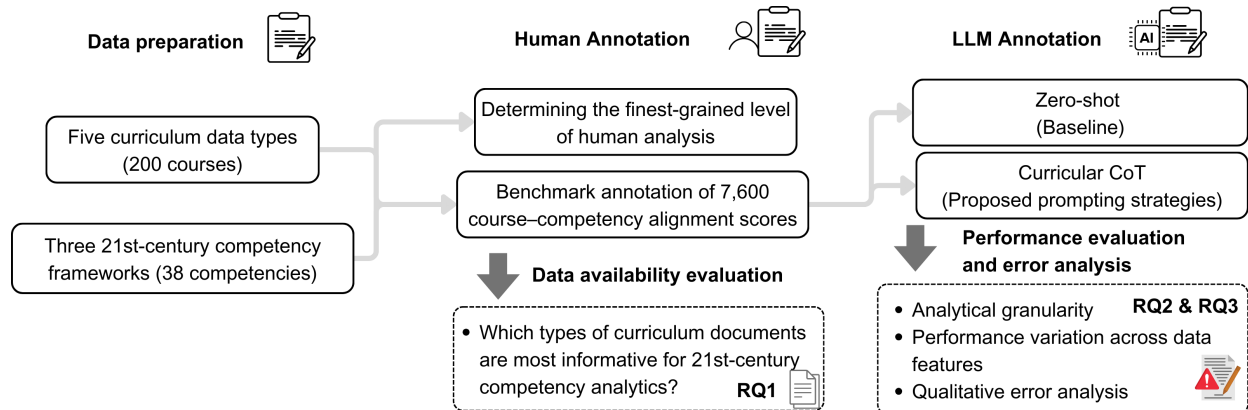 Data preparation
Five curriculum data types
(200 courses)
Three 21st-century competency
frameworks (38 competencies)
Human Annotation
Determining the finest-grained level
of human analysis
Benchmark annotation of 7,600
course–competency alignment scores
Data availability evaluation
• Which types of curriculum documents
are most informative for 21st-century
competency analytics?
RQ1
LLM Annotation
AI
Zero-shot
(Baseline)
Curricular CoT
(Proposed prompting strategies)
Performance evaluation
and error analysis
RQ2 & RQ3
• Analytical granularity
• Performance variation across data
features
• Qualitative error analysis